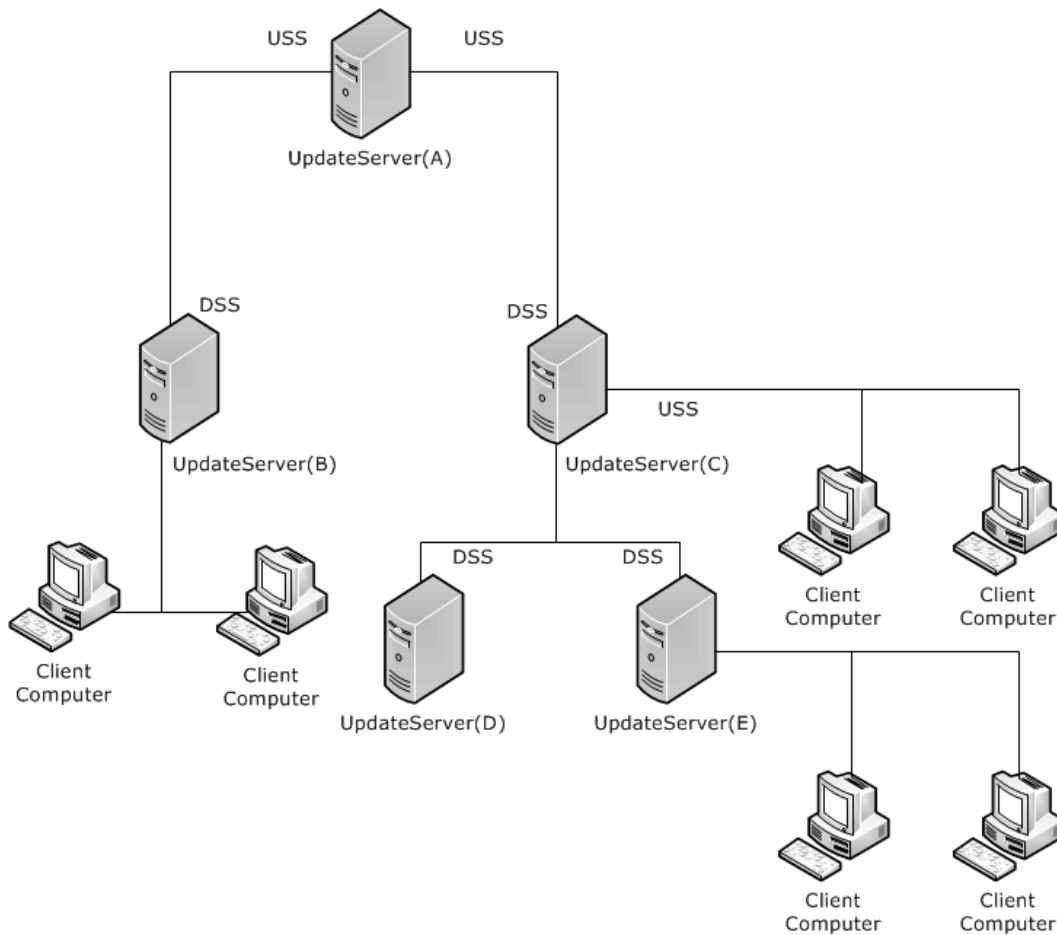 USS
USS
UpdateServer(A)
DSS
DSS
USS
UpdateServer(B)
UpdateServer(C)
DSS
DSS
Client
Computer
Client
Computer
Client
Computer
Client
Computer
UpdateServer(D)
UpdateServer(E)
Client
Computer
Client
Computer